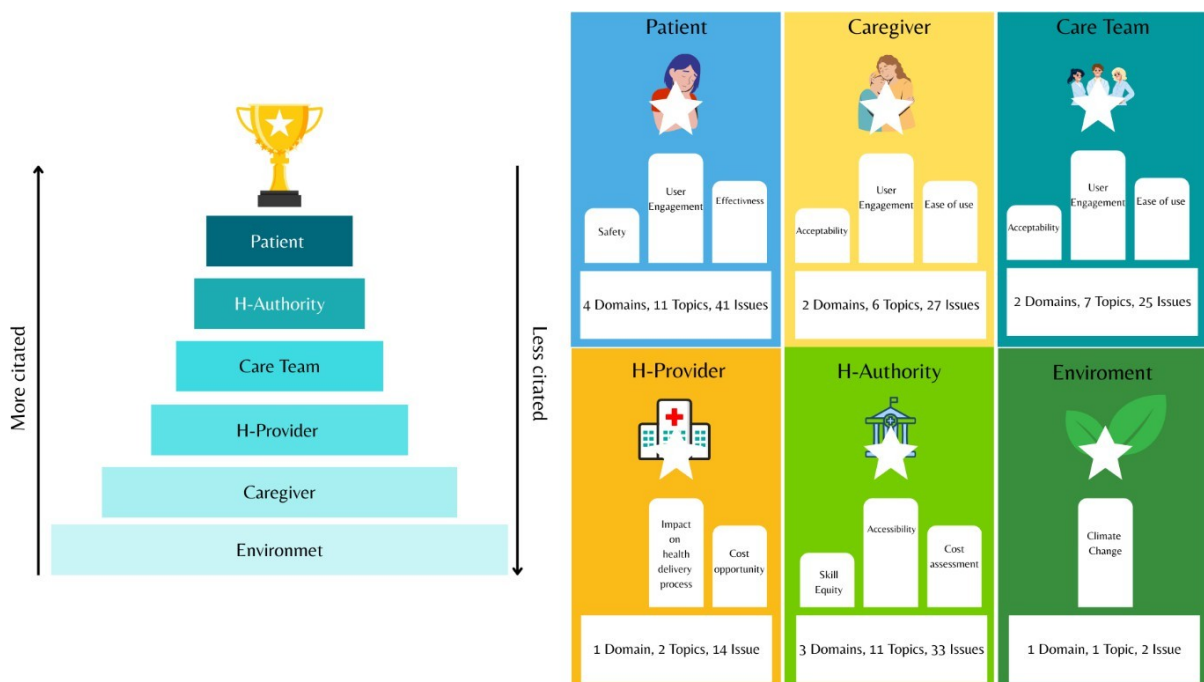 More citated
Patient
H-Authority
Care Team
H-Provider
Caregiver
Environmet
Less citated
Patient
Safety
User
Engagement
Effectivness
4 Domains, 11 Topics, 41 Issues
Caregiver
Acceptability
User
Engagement
Ease of use
2 Domains, 6 Topics, 27 Issues
Care Team
Acceptability
User
Engagement
Ease of use
2 Domains, 7 Topics, 25 Issues
H-Provider
Impact
on
health
delivery
process
Cost
opportunity
1 Domain, 2 Topics, 14 Issue
H-Authority
Skill
Equity
Accessibility
Cost
assessment
3 Domains, 11 Topics, 33 Issues
Enviroment
Climate
Change
1 Domain, 1 Topic, 2 Issue